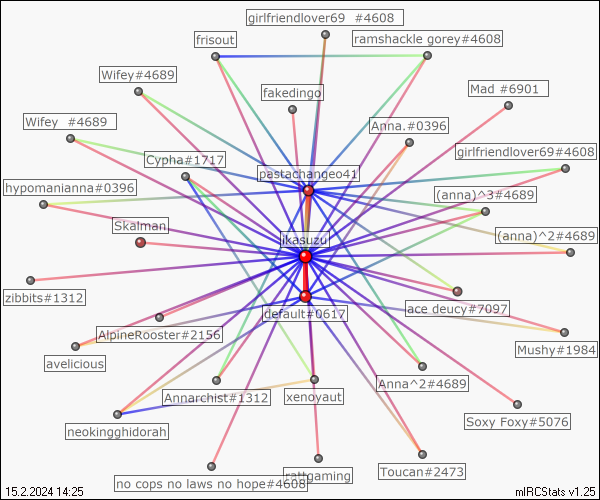 girlfriendlover69 #4608
frisout
ramshackle gorey#4608
Wifey#4689
fakedingo
Mad #6901
Wifey #4689
Anna.#0396
Cypha#1717
pastachangeo41
girlfriendlover69#4608
hypomanianna#0396
(anna)^3#4689
Skalman
ikasuzu
(anna)^2#4689
zibbits#1312
default#0617
ace deucy#7097
AlpineRooster#2156
Mushy#1984
avelicious
Anna^2#4689
Annarchist#1312
xenoyaut
Soxy Foxy#5076
neokingghidorah
rattgaming
Toucan#2473
no cops no laws no hope#4608
15.2.2024 14:25
mIRCStats v1.25